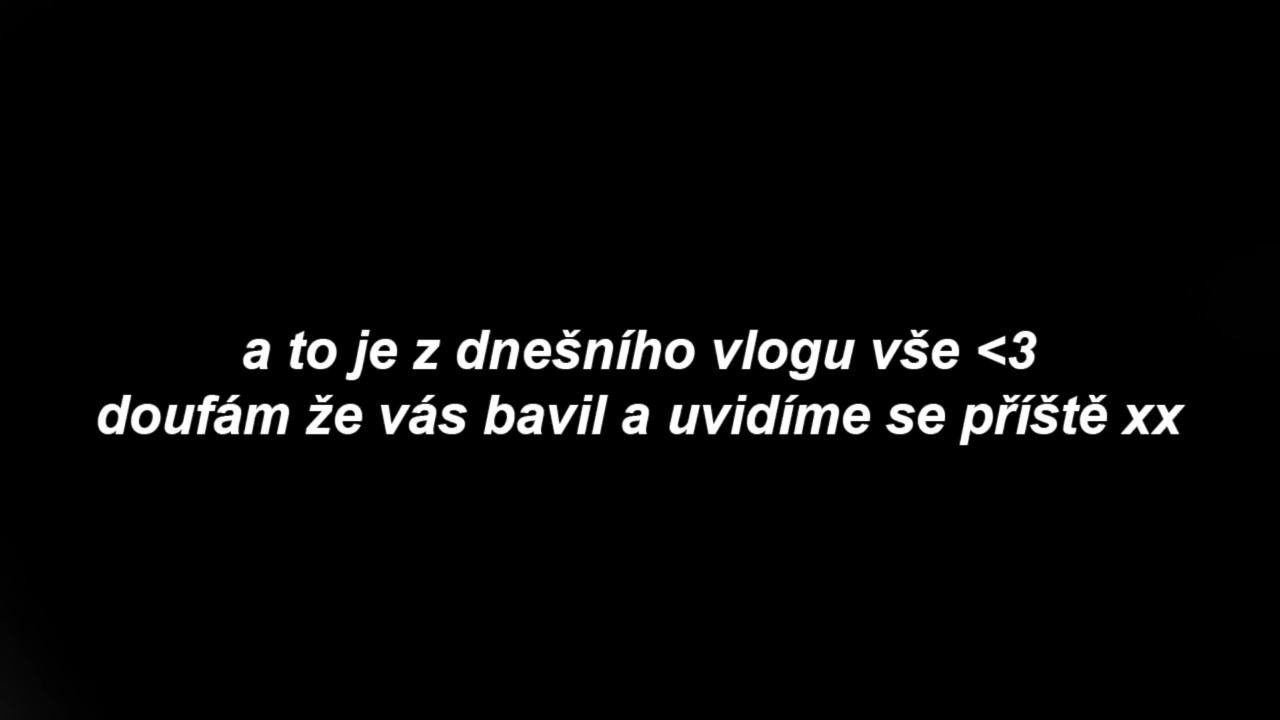 a to je z dnešního vlogu vše <3
doufám že vás bavil a uvidíme se příště xx